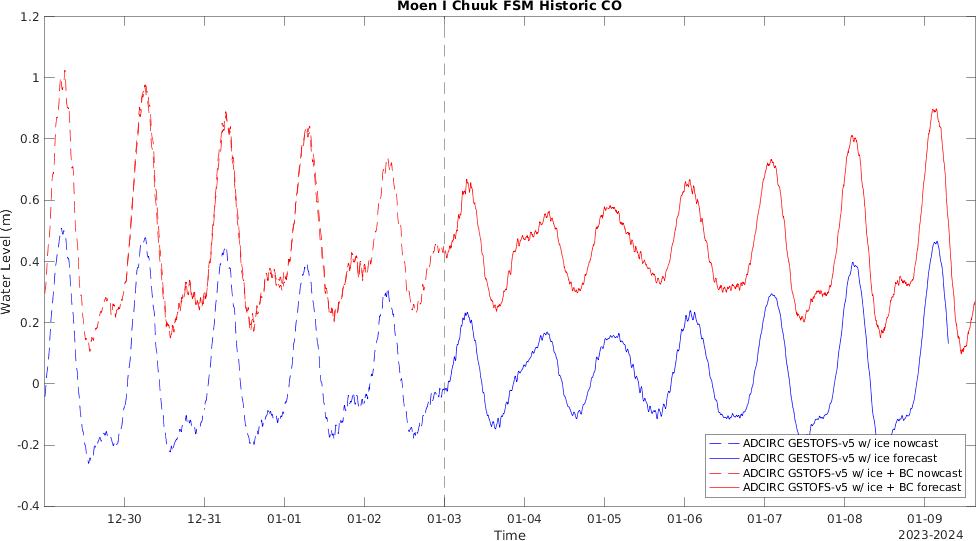 Moen I Chuuk FSM Historic CO
1.2
1
0.8
0.6
0.4
0.2
0
-0.2
-0.4
Water Level (m)
12-30 12-31 01-01 01-02 01-03 01-04 01-05 01-06 01-07 01-08 01-09
Time
2023-2024
ADCIRC GESTOFS-v5 w/ ice nowcast
ADCIRC GESTOFS-v5 w/ ice forecast
ADCIRC GSTOFS-v5 w/ ice + BC nowcast
ADCIRC GSTOFS-v5 w/ ice + BC forecast